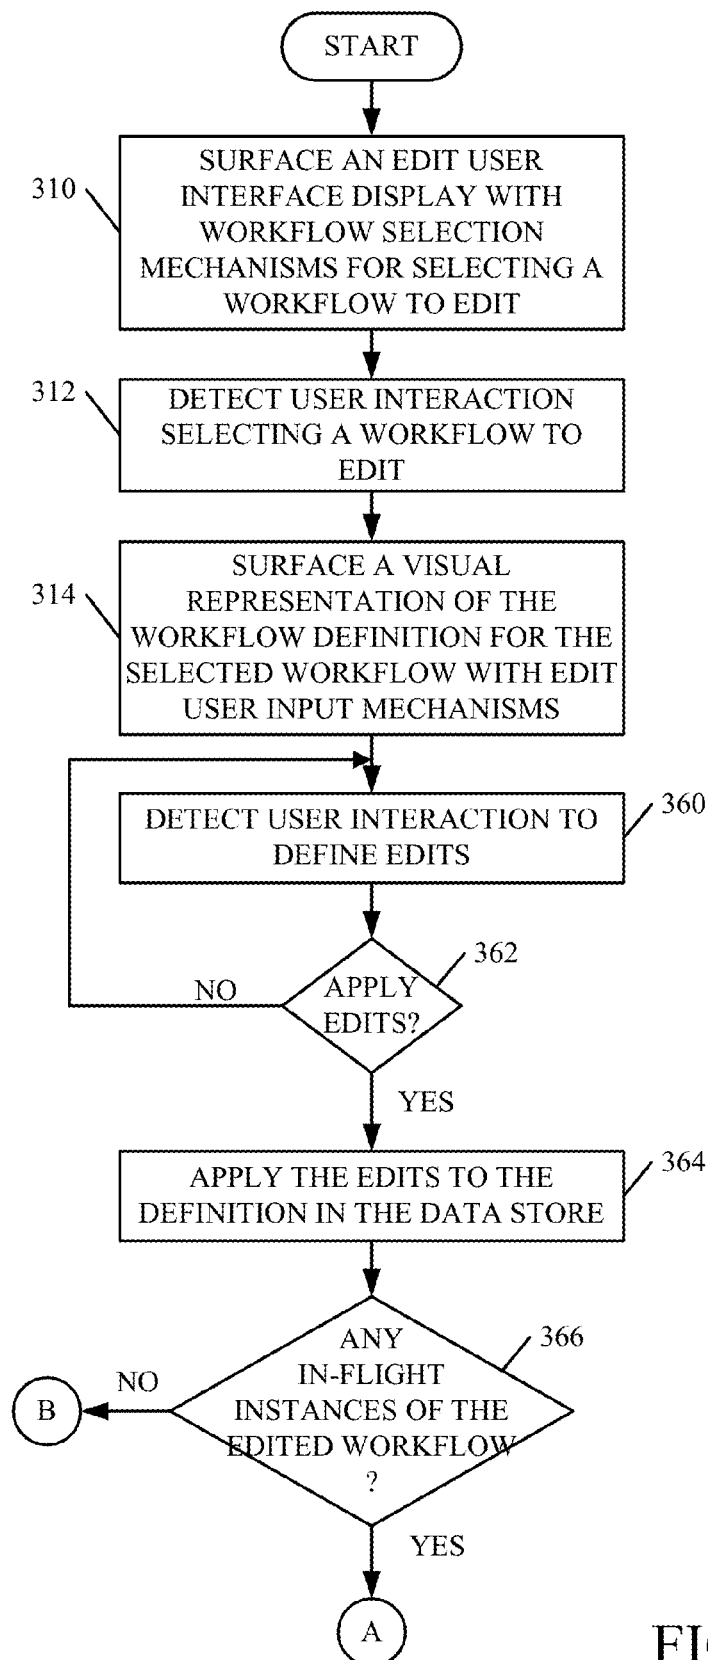 START
310
SURFACE AN EDIT USER
INTERFACE DISPLAY WITH
WORKFLOW SELECTION
MECHANISMS FOR SELECTING A
WORKFLOW TO EDIT
312
DETECT USER INTERACTION
SELECTING A WORKFLOW TO
EDIT
314
SURFACE A VISUAL
REPRESENTATION OF THE
WORKFLOW DEFINITION FOR THE
SELECTED WORKFLOW WITH EDIT
USER INPUT MECHANISMS
360
DETECT USER INTERACTION TO
DEFINE EDITS
362
NO
APPLY
EDITS?
YES
364
APPLY THE EDITS TO THE
DEFINITION IN THE DATA STORE
366
ANY
IN-FLIGHT
INSTANCES OF THE
EDITED WORKFLOW
?
NO
B
YES
A